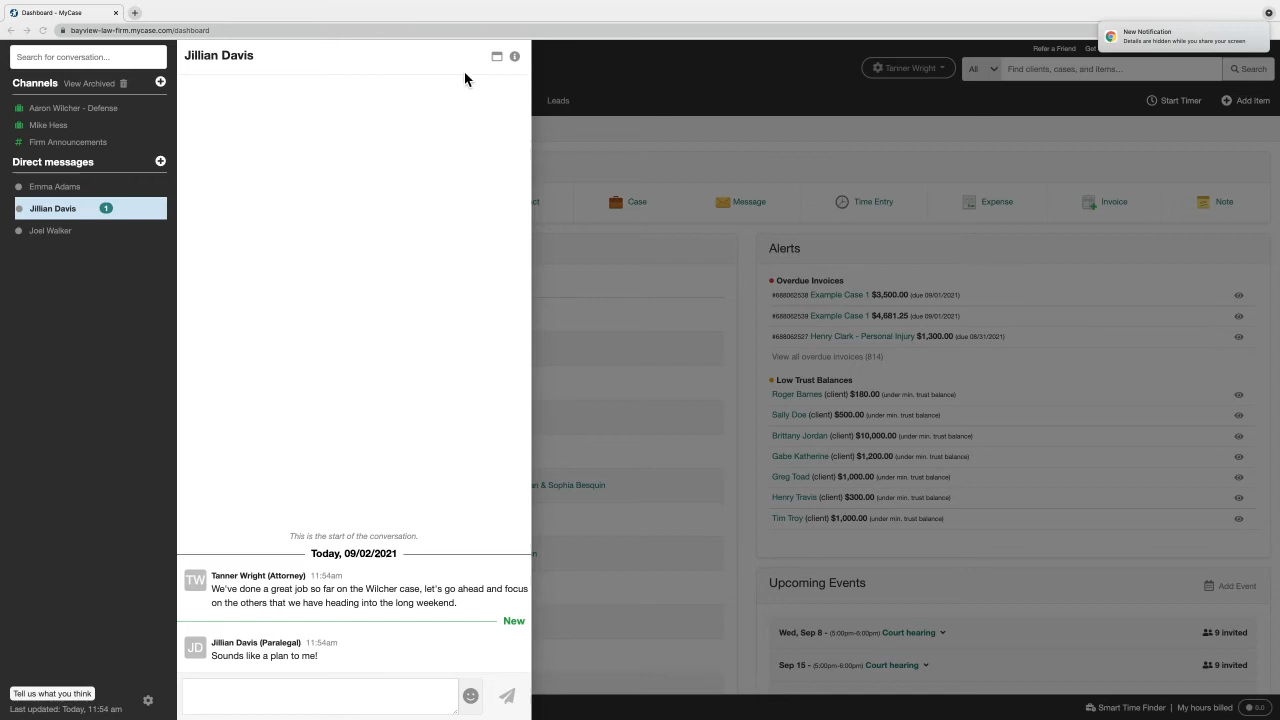 Dashboard - MyCase
bayview-law-firm.mycase.com/dashboard
New Notification
Details are hidden while you share your screen
Search for conversation...
Channels View Archived
Aaron Wilcher - Defense
Mike Hess
# Firm Announcements
Direct messages
Emma Adams
Jillian Davis 1
Joel Walker
Tell us what you think
Last updated: Today, 11:54 am
Jillian Davis
This is the start of the conversation.
Today, 09/02/2021
TW Tanner Wright (Attorney) 11:54am
We've done a great job so far on the Wilcher case, let's go ahead and focus
on the others that we have heading into the long weekend.
New
JD Jillian Davis (Paralegal) 11:54am
Sounds like a plan to me!
Refer a Friend Get
Tanner Wright All Find clients, cases, and items... Search
Leads Start Timer Add Item
ct Case Message Time Entry Expense Invoice Note
an & Sophia Besquin
n
Alerts
Overdue Invoices
#688062538 Example Case 1 $3,500.00 (due 09/01/2021)
#688062539 Example Case 1 $4,681.25 (due 09/01/2021)
#688062527 Henry Clark - Personal Injury $1,300.00 (due 08/31/2021)
View all overdue invoices (814)
Low Trust Balances
Roger Barnes (client) $180.00 (under min. trust balance)
Sally Doe (client) $500.00 (under min. trust balance)
Brittany Jordan (client) $10,000.00 (under min. trust balance)
Gabe Katherine (client) $1,200.00 (under min. trust balance)
Greg Toad (client) $1,000.00 (under min. trust balance)
Henry Travis (client) $300.00 (under min. trust balance)
Tim Troy (client) $1,000.00 (under min. trust balance)
Upcoming Events Add Event
Wed, Sep 8 - (5:00pm-6:00pm) Court hearing 9 invited
Sep 15 - (5:00pm-6:00pm) Court hearing 9 invited
Smart Time Finder | My hours billed 0.0